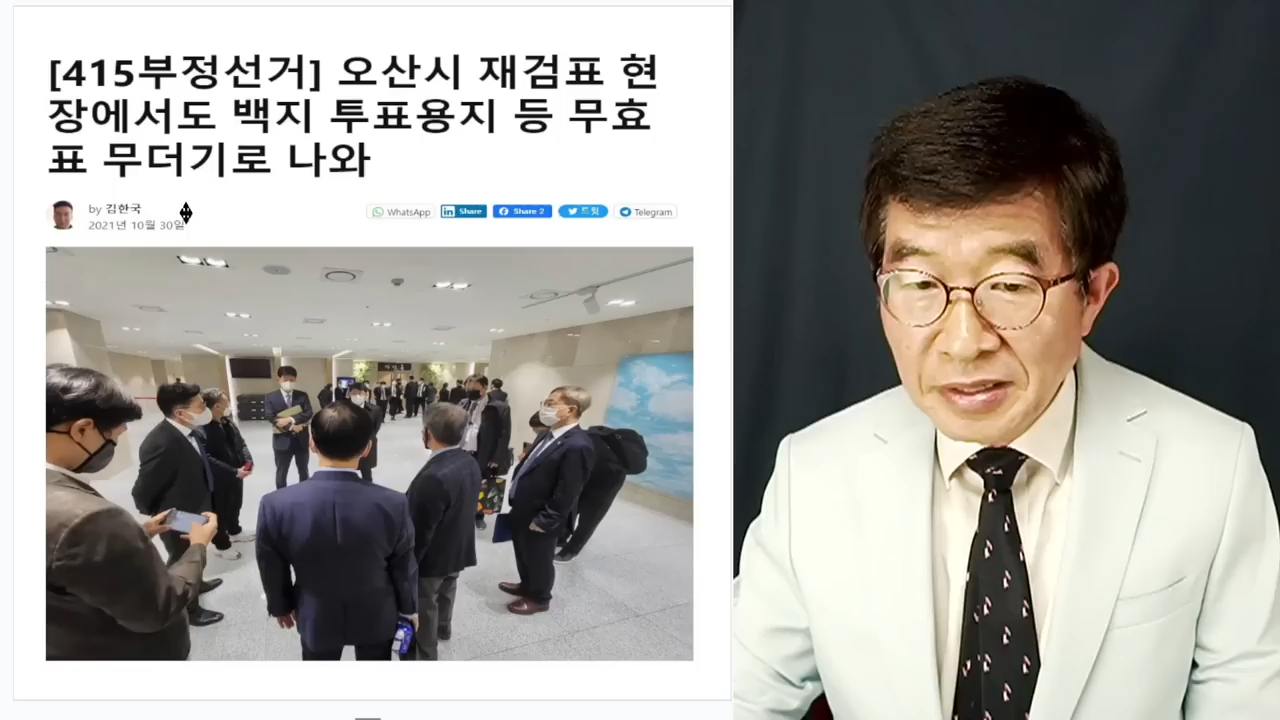 [415부정선거] 오산시 재검표 현
장에서도 백지 투표용지 등 무효
표 무더기로 나와
by 김한국
2021년 10월 30일
WhatsApp
Share
Share 2
트윗
Telegram